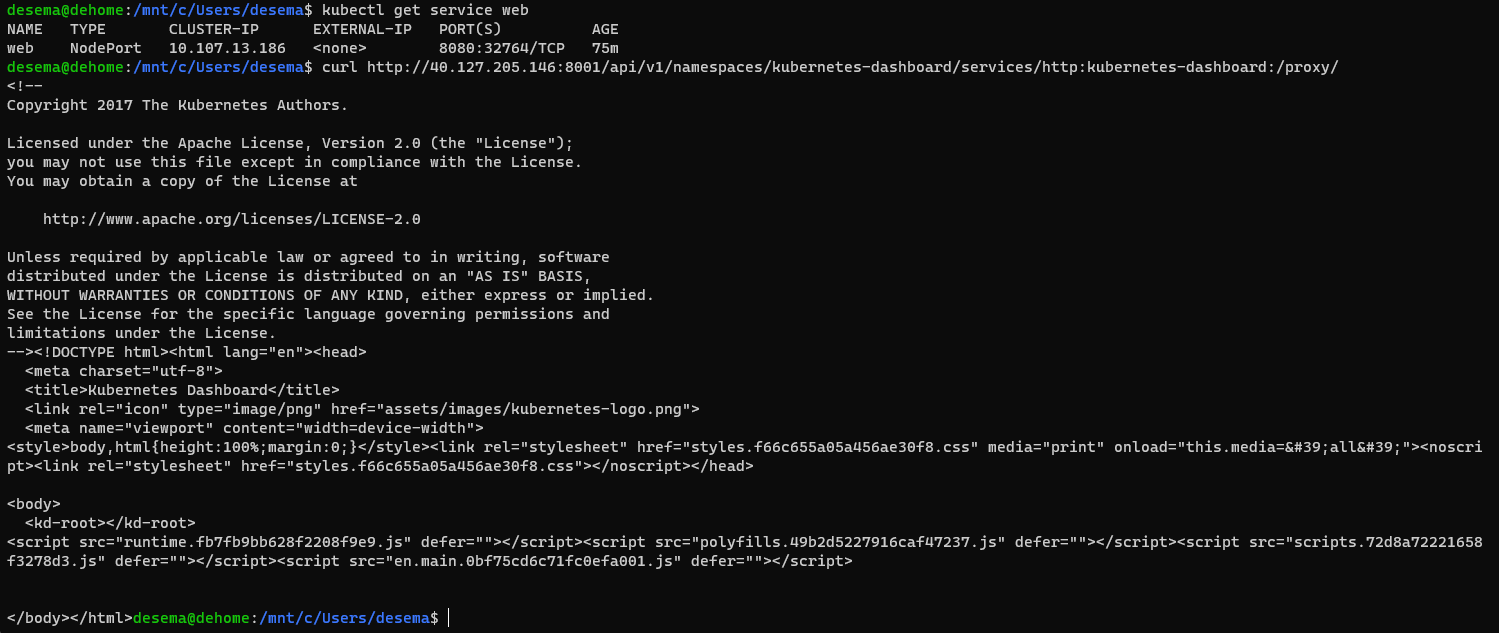 desema@dehome:/mnt/c/Users/desema$ kubectl get service web
NAME   TYPE       CLUSTER-IP      EXTERNAL-IP   PORT(S)          AGE
web    NodePort   10.107.13.186   <none>        8080:32764/TCP   75m
desema@dehome:/mnt/c/Users/desema$ curl http://40.127.205.146:8001/api/v1/namespaces/kubernetes-dashboard/services/http:kubernetes-dashboard:/proxy/
<!--
Copyright 2017 The Kubernetes Authors.

Licensed under the Apache License, Version 2.0 (the "License");
you may not use this file except in compliance with the License.
You may obtain a copy of the License at

    http://www.apache.org/licenses/LICENSE-2.0

Unless required by applicable law or agreed to in writing, software
distributed under the License is distributed on an "AS IS" BASIS,
WITHOUT WARRANTIES OR CONDITIONS OF ANY KIND, either express or implied.
See the License for the specific language governing permissions and
limitations under the License.
--><!DOCTYPE html><html lang="en"><head>
  <meta charset="utf-8">
  <title>Kubernetes Dashboard</title>
  <link rel="icon" type="image/png" href="assets/images/kubernetes-logo.png">
  <meta name="viewport" content="width=device-width">
<style>body,html{height:100%;margin:0;}</style><link rel="stylesheet" href="styles.f66c655a05a456ae30f8.css" media="print" onload="this.media=&#39;all&#39;"><noscri
pt><link rel="stylesheet" href="styles.f66c655a05a456ae30f8.css"></noscript></head>

<body>
  <kd-root></kd-root>
<script src="runtime.fb7fb9bb628f2208f9e9.js" defer=""></script><script src="polyfills.49b2d5227916caf47237.js" defer=""></script><script src="scripts.72d8a72221658
f3278d3.js" defer=""></script><script src="en.main.0bf75cd6c71fc0efa001.js" defer=""></script>


</body></html>desema@dehome:/mnt/c/Users/desema$